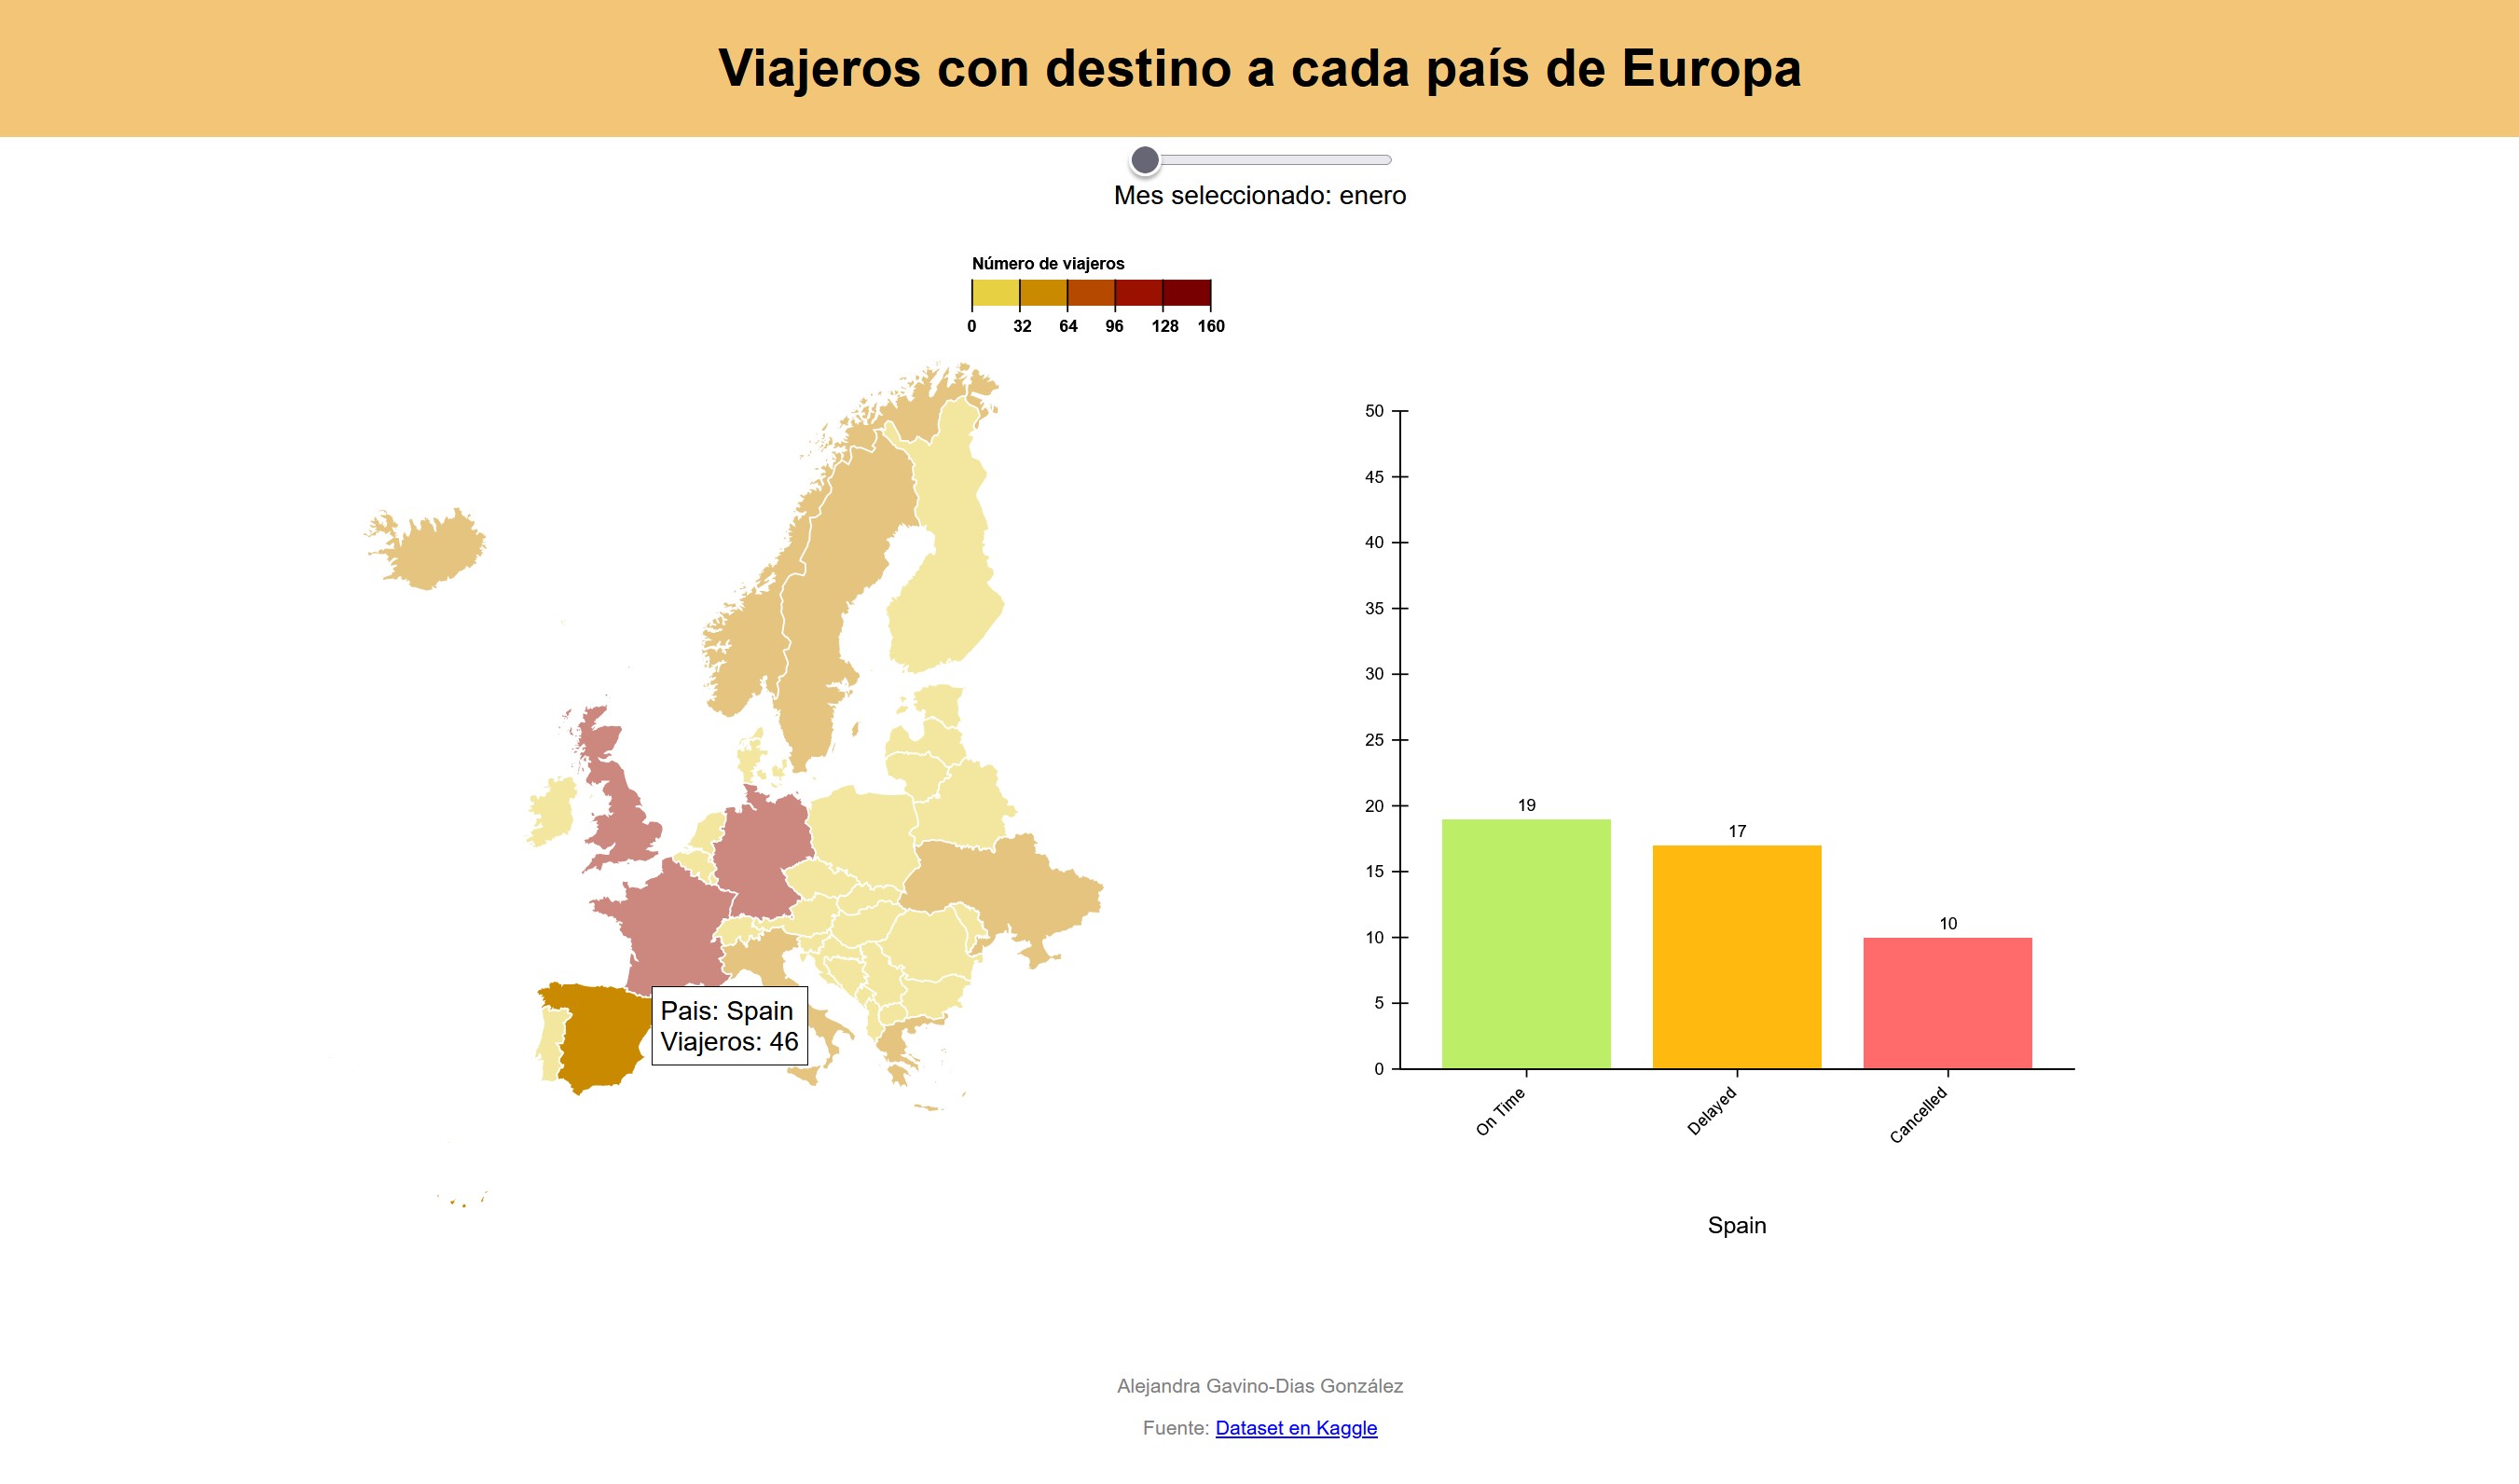 Viajeros con destino a cada país de Europa
Mes seleccionado: enero
Número de viajeros
0 32 64 96 128 160
Pais: Spain
Viajeros: 46
50
45
40
35
30
25
20
15
10
5
0
19
17
10
On Time
Delayed
Cancelled
Spain
Alejandra Gavino-Dias González
Fuente: Dataset en Kaggle